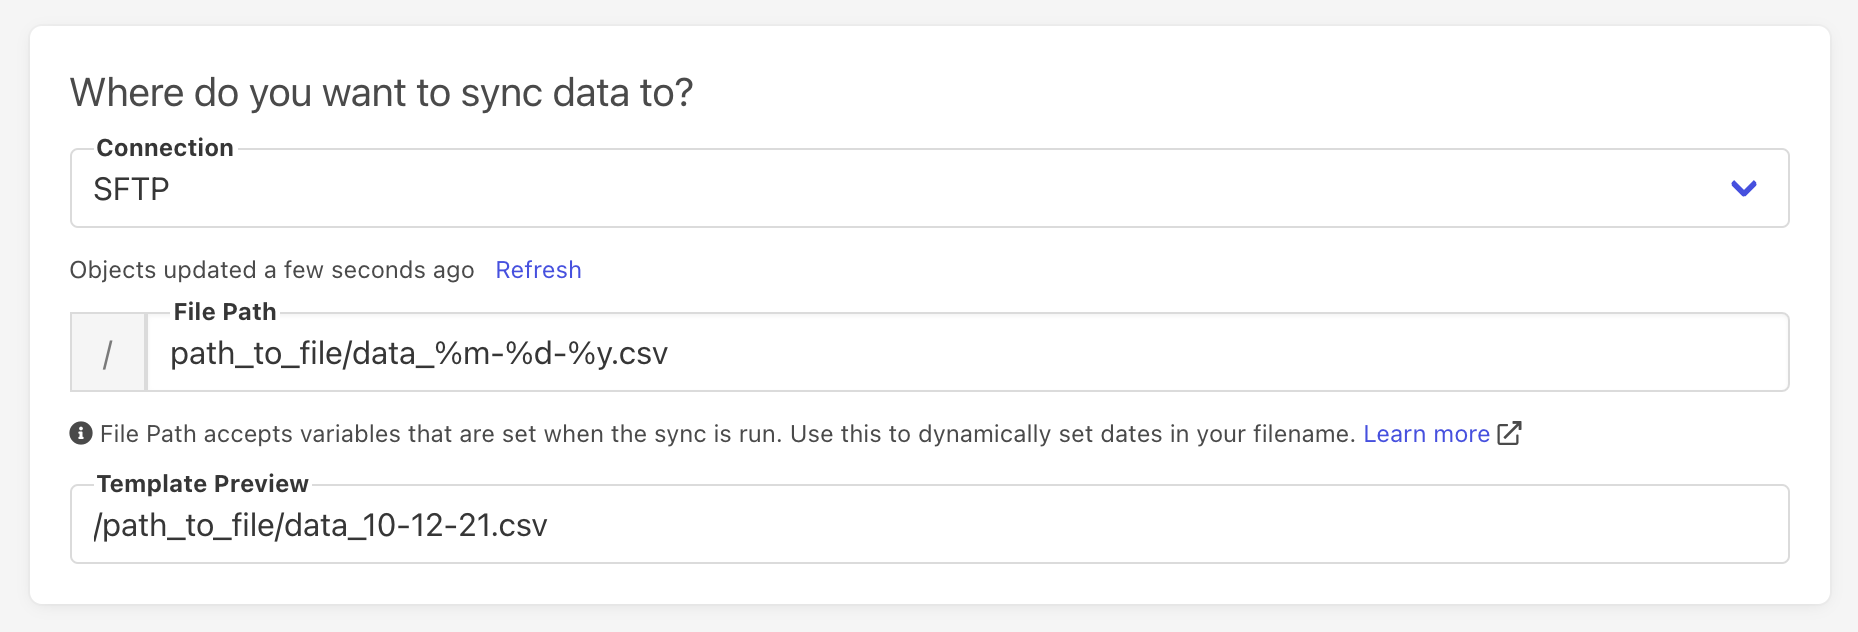 Where do you want to sync data to?
Connection
SFTP
Objects updated a few seconds ago Refresh
File Path
/ path_to_file/data_%m-%d-%y.csv
File Path accepts variables that are set when the sync is run. Use this to dynamically set dates in your filename. Learn more
Template Preview
/path_to_file/data_10-12-21.csv